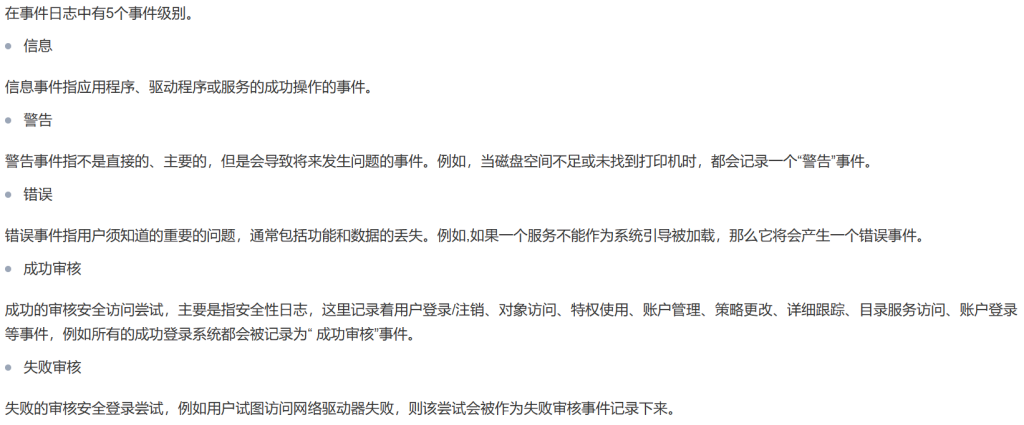 在事件日志中有5个事件级别。
信息
信息事件指应用程序、驱动程序或服务的成功操作的事件。
警告
警告事件指不是直接的、主要的，但是会导致将来发生问题的事件。例如，当磁盘空间不足或未找到打印机时，都会记录一个“警告”事件。
错误
错误事件指用户须知道的重要的问题，通常包括功能和数据的丢失。例如,如果一个服务不能作为系统引导被加载，那么它将会产生一个错误事件。
成功审核
成功的审核安全访问尝试，主要是指安全性日志，这里记录着用户登录/注销、对象访问、特权使用、账户管理、策略更改、详细跟踪、目录服务访问、账户登录
等事件，例如所有的成功登录系统都会被记录为“ 成功审核”事件。
失败审核
失败的审核安全登录尝试，例如用户试图访问网络驱动器失败，则该尝试会被作为失败审核事件记录下来。